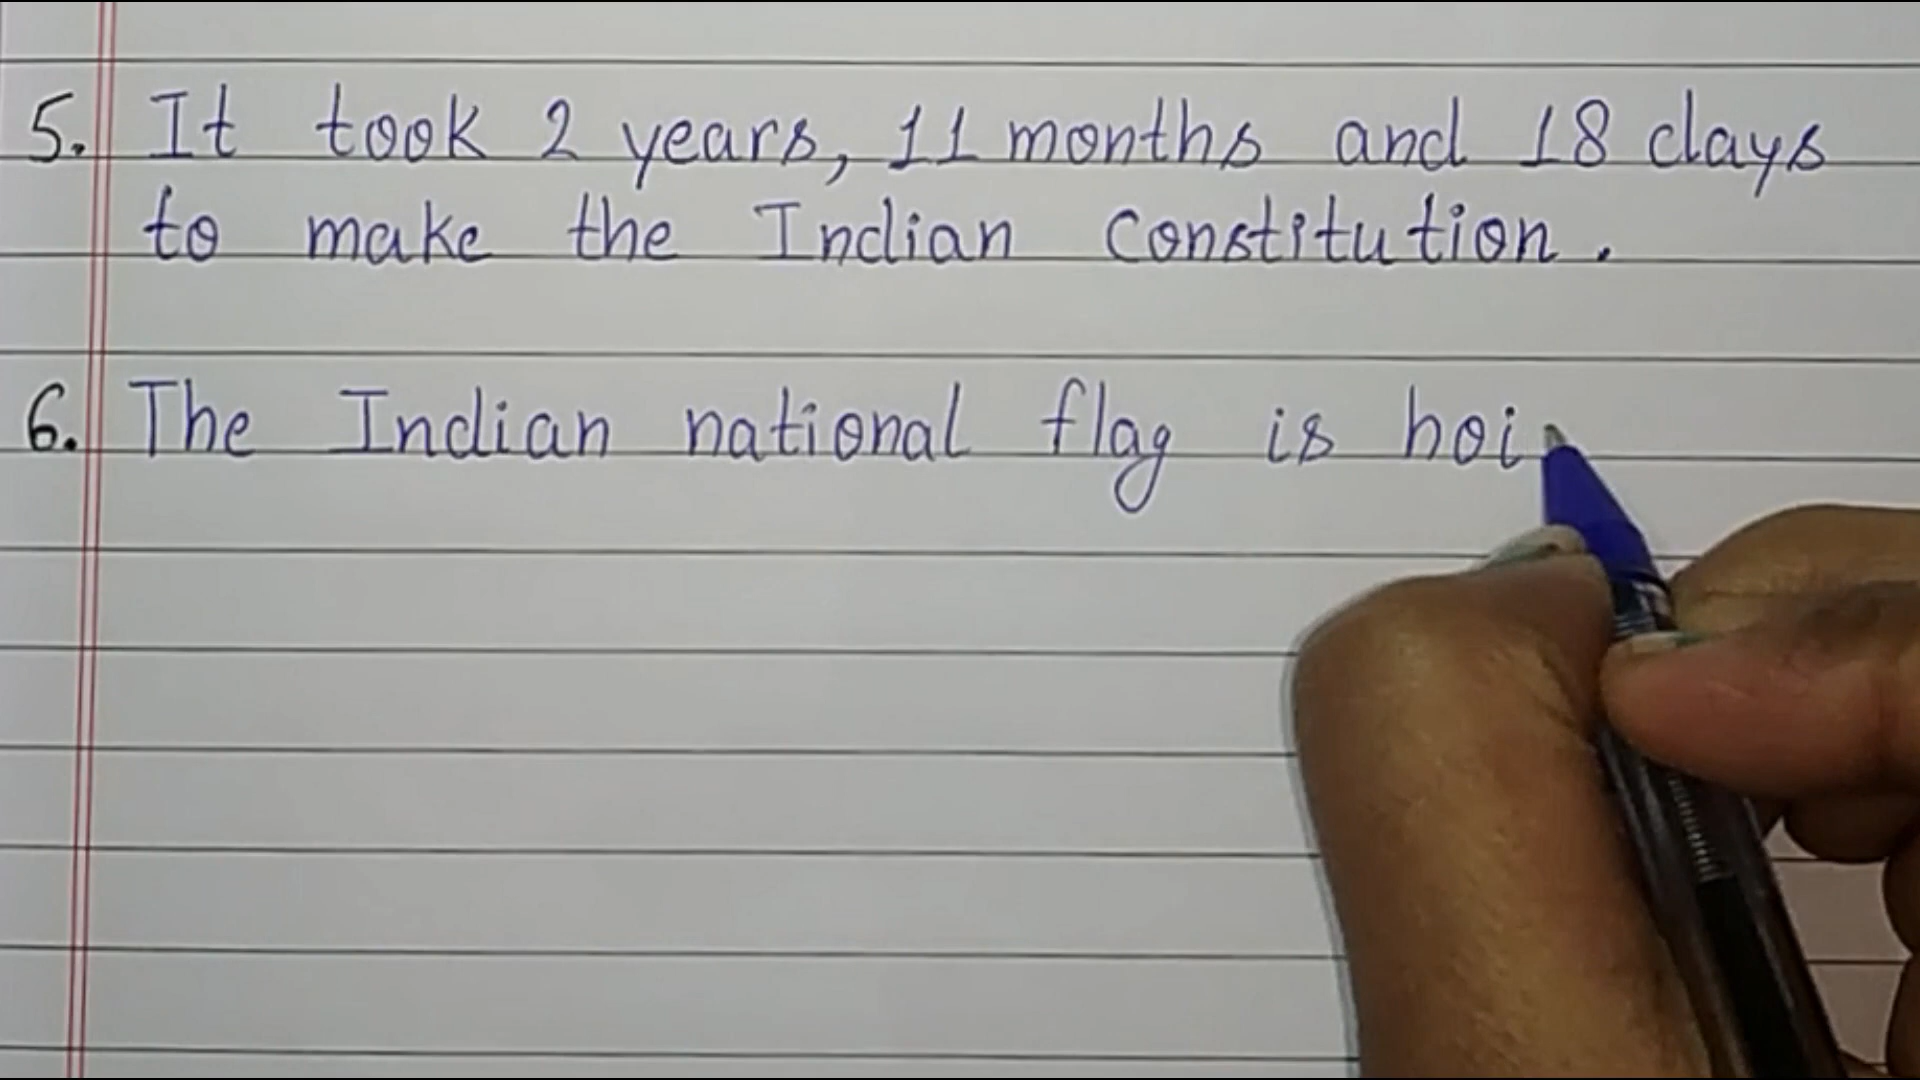 5. It took 2 years, 11 months and 18 days
to make the Indian Constitution.
6. The Indian national flag is hoi